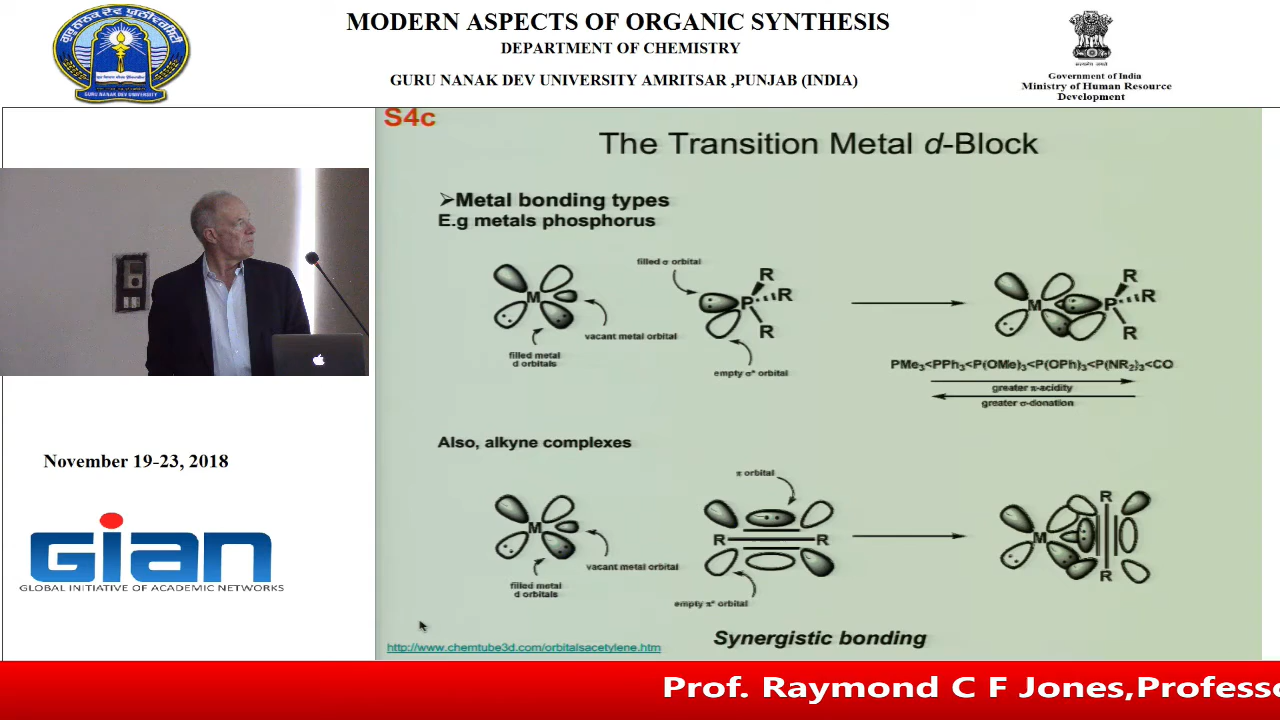 MODERN ASPECTS OF ORGANIC SYNTHESIS
DEPARTMENT OF CHEMISTRY
GURU NANAK DEV UNIVERSITY AMRITSAR ,PUNJAB (INDIA)
GURU NANAK DEV UNIVERSITY
Government of India
Ministry of Human Resource
Development
S4c
The Transition Metal d-Block
➢Metal bonding types
E.g metals phosphorus
filled σ orbital
M
P
R
R
R
M
P
R
R
R
vacant metal orbital
filled metal
d orbitals
empty σ* orbital
PMe₃<PPh₃<P(OMe)₃<P(OPh)₃<P(NR₂)₃<CO
greater π-acidity
greater σ-donation
Also, alkyne complexes
π orbital
M
R
R
M
R
R
vacant metal orbital
filled metal
d orbitals
empty π* orbital
Synergistic bonding
http://www.chemtube3d.com/orbitalsacetylene.htm
November 19-23, 2018
GIAN
GLOBAL INITIATIVE OF ACADEMIC NETWORKS
Prof. Raymond C F Jones,Professo